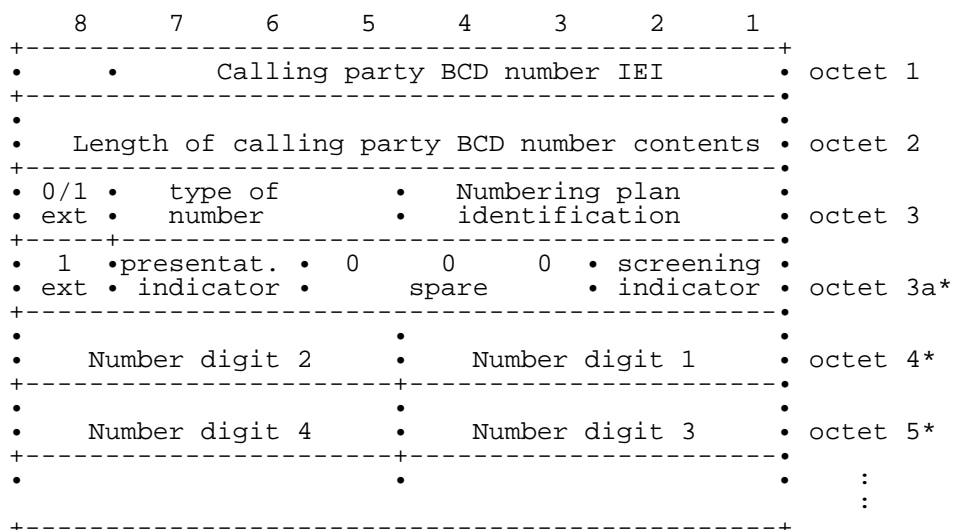 8 7 6 5 4 3 2 1
+-----------------------------------------------+
• • Calling party BCD number IEI • octet 1
+-----------------------------------------------•
•
• Length of calling party BCD number contents • octet 2
+-----------------------------------------------•
• 0/1 • type of • Numbering plan •
• ext • number • identification • octet 3
+-----+-----------------------------------------•
• 1 •presentat. • 0 0 0 • screening •
• ext • indicator • spare • indicator • octet 3a*
+-----------------------------------------------•
• • •
• Number digit 2 • Number digit 1 • octet 4*
+-----------------------+-----------------------•
• • •
• Number digit 4 • Number digit 3 • octet 5*
+-----------------------+-----------------------•
• • • :
:
+-----------------------------------------------+